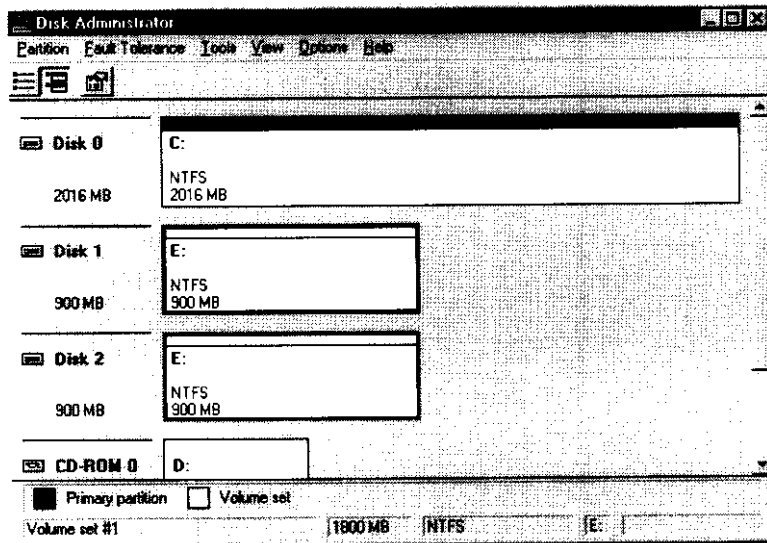 Disk Administrator
Partition Fault Tolerance Tools View Options Help
Disk 0
2016 MB
C:
NTFS
2016 MB
Disk 1
900 MB
E:
NTFS
900 MB
Disk 2
900 MB
E:
NTFS
900 MB
CD-ROM 0
D:
Primary partition Volume set
Volume set #1 1800 MB NTFS E: